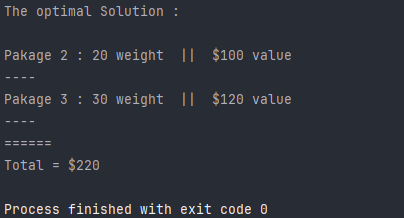 The optimal Solution :
Pakage 2 : 20 weight  ||  $100 value
----
Pakage 3 : 30 weight  ||  $120 value
----
======
Total = $220
Process finished with exit code 0